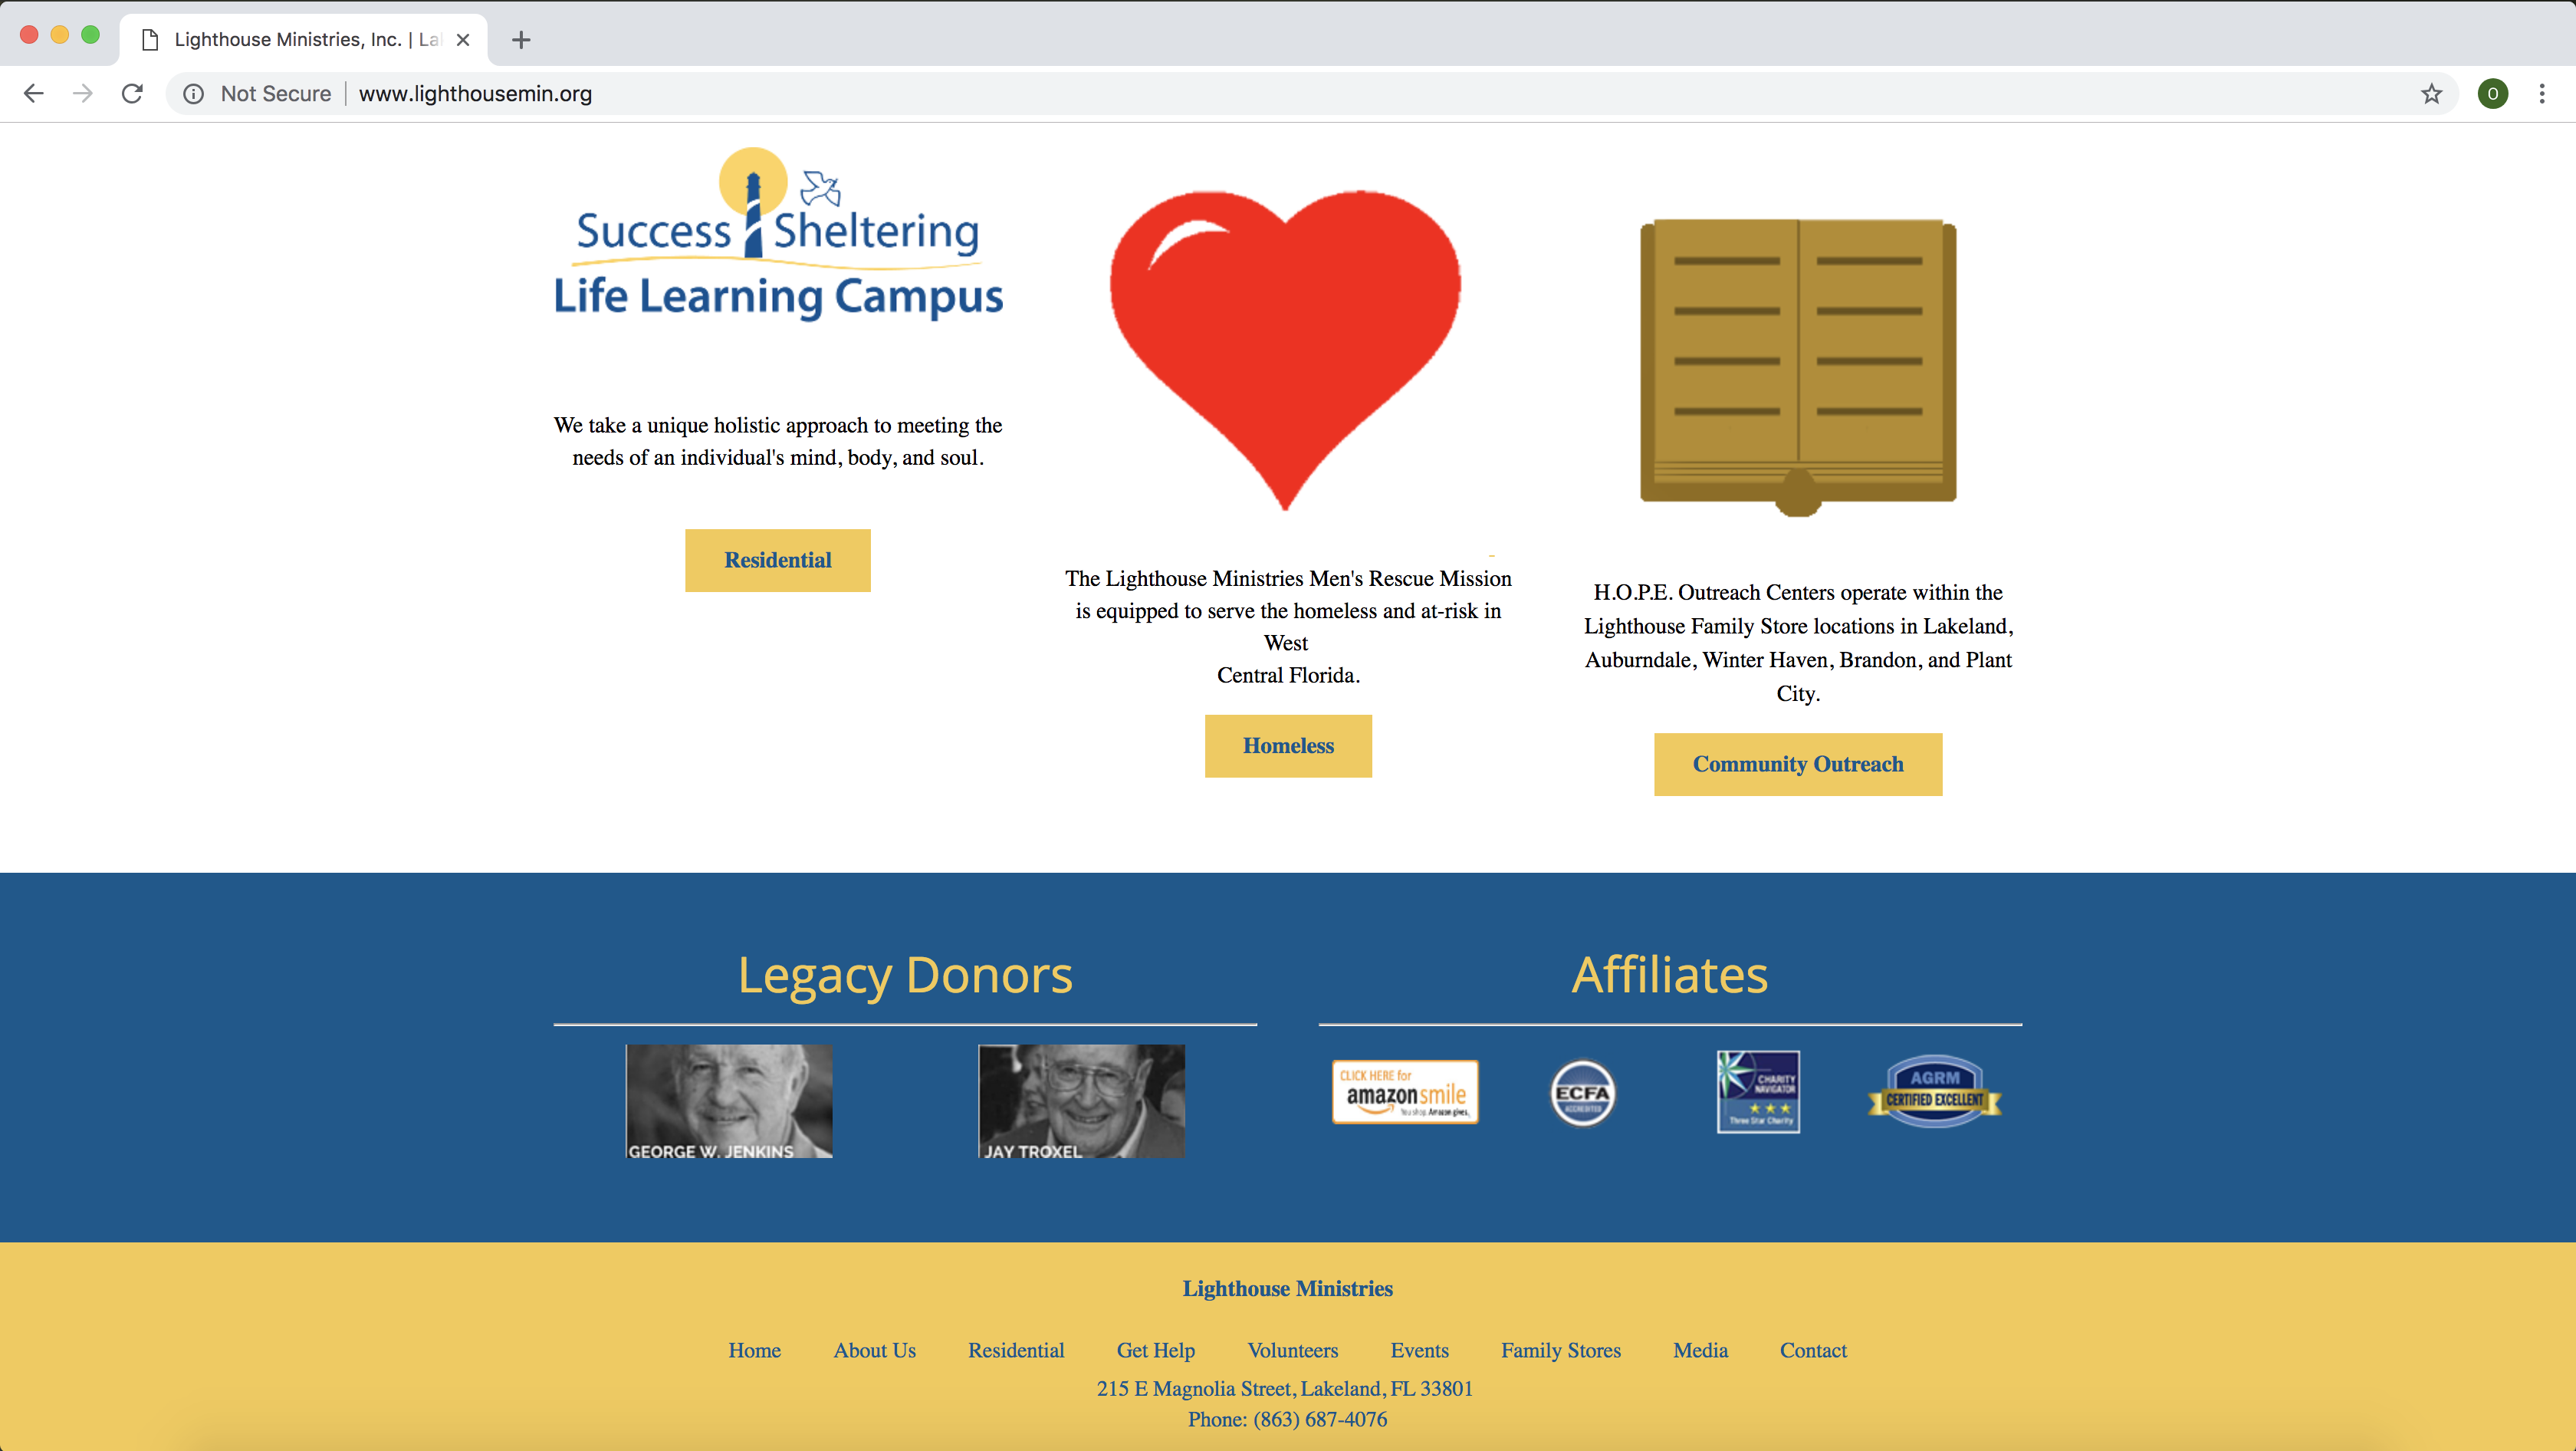 Lighthouse Ministries, Inc. | La
Not Secure
www.lighthousemin.org
O
Success Sheltering
Life Learning Campus
We take a unique holistic approach to meeting the
needs of an individual's mind, body, and soul.
Residential
The Lighthouse Ministries Men's Rescue Mission
is equipped to serve the homeless and at-risk in
West
Central Florida.
Homeless
H.O.P.E. Outreach Centers operate within the
Lighthouse Family Store locations in Lakeland,
Auburndale, Winter Haven, Brandon, and Plant
City.
Community Outreach
Legacy Donors
GEORGE W. JENKINS
JAY TROXEL
Affiliates
CLICK HERE for
amazonsmile
You shop. Amazon gives.
ECFA
ACCREDITED
CHARITY
NAVIGATOR
Three Star Charity
AGRM
CERTIFIED EXCELLENT
Lighthouse Ministries
Home About Us Residential Get Help Volunteers Events Family Stores Media Contact
215 E Magnolia Street, Lakeland, FL 33801
Phone: (863) 687-4076